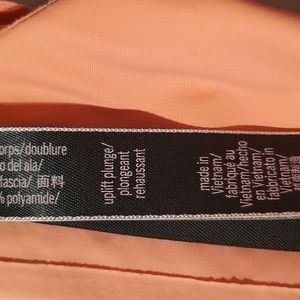 orps/doublure
o del ala/
fascia/ 面料
% polyamide/
uplift plunge/
plongeant
rehaussant
made in
Vietnam/
fabriqué au
Vietnam/hecho
en Vietnam/
fabbricato in
Vietnam/